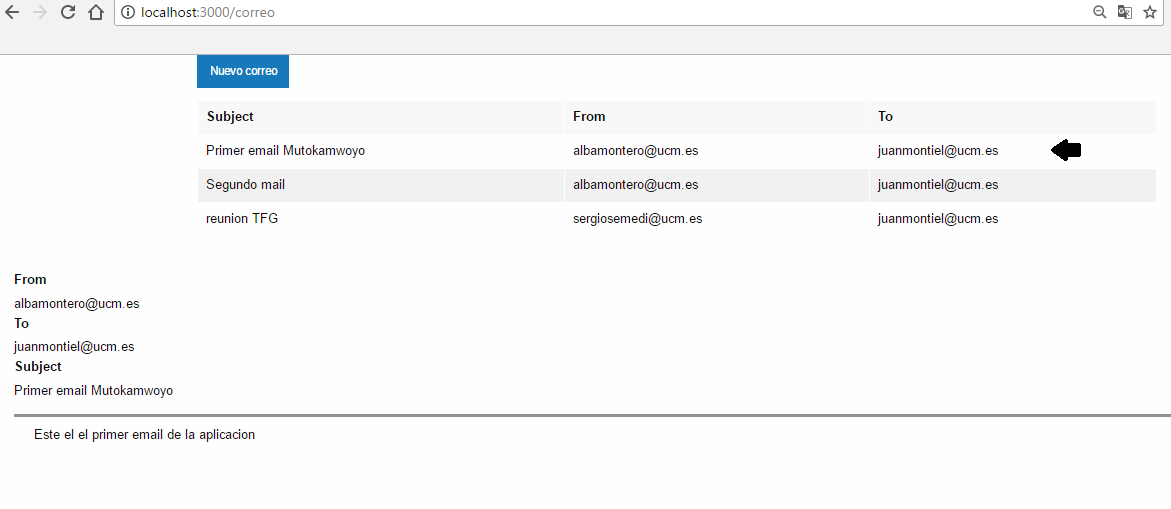 localhost:3000/correo
Nuevo correo
Subject From To
Primer email Mutokamwoyo albamontero@ucm.es juanmontiel@ucm.es
Segundo mail albamontero@ucm.es juanmontiel@ucm.es
reunion TFG sergiosemedi@ucm.es juanmontiel@ucm.es
From
albamontero@ucm.es
To
juanmontiel@ucm.es
Subject
Primer email Mutokamwoyo
Este el el primer email de la aplicacion